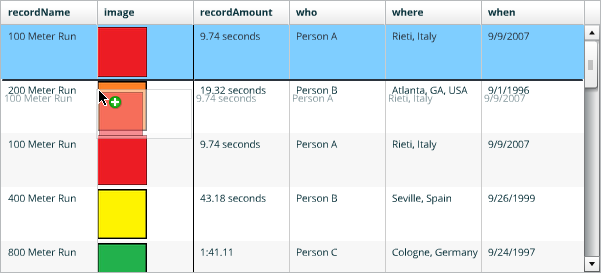 recordName image recordAmount who where when
100 Meter Run 9.74 seconds Person A Rieti, Italy 9/9/2007
200 Meter Run 19.32 seconds Person B Atlanta, GA, USA 9/1/1996
100 Meter Run 9.74 seconds Person A Rieti, Italy 9/9/2007
100 Meter Run 9.74 seconds Person A Rieti, Italy 9/9/2007
400 Meter Run 43.18 seconds Person B Seville, Spain 9/26/1999
800 Meter Run 1:41.11 Person C Cologne, Germany 9/24/1997